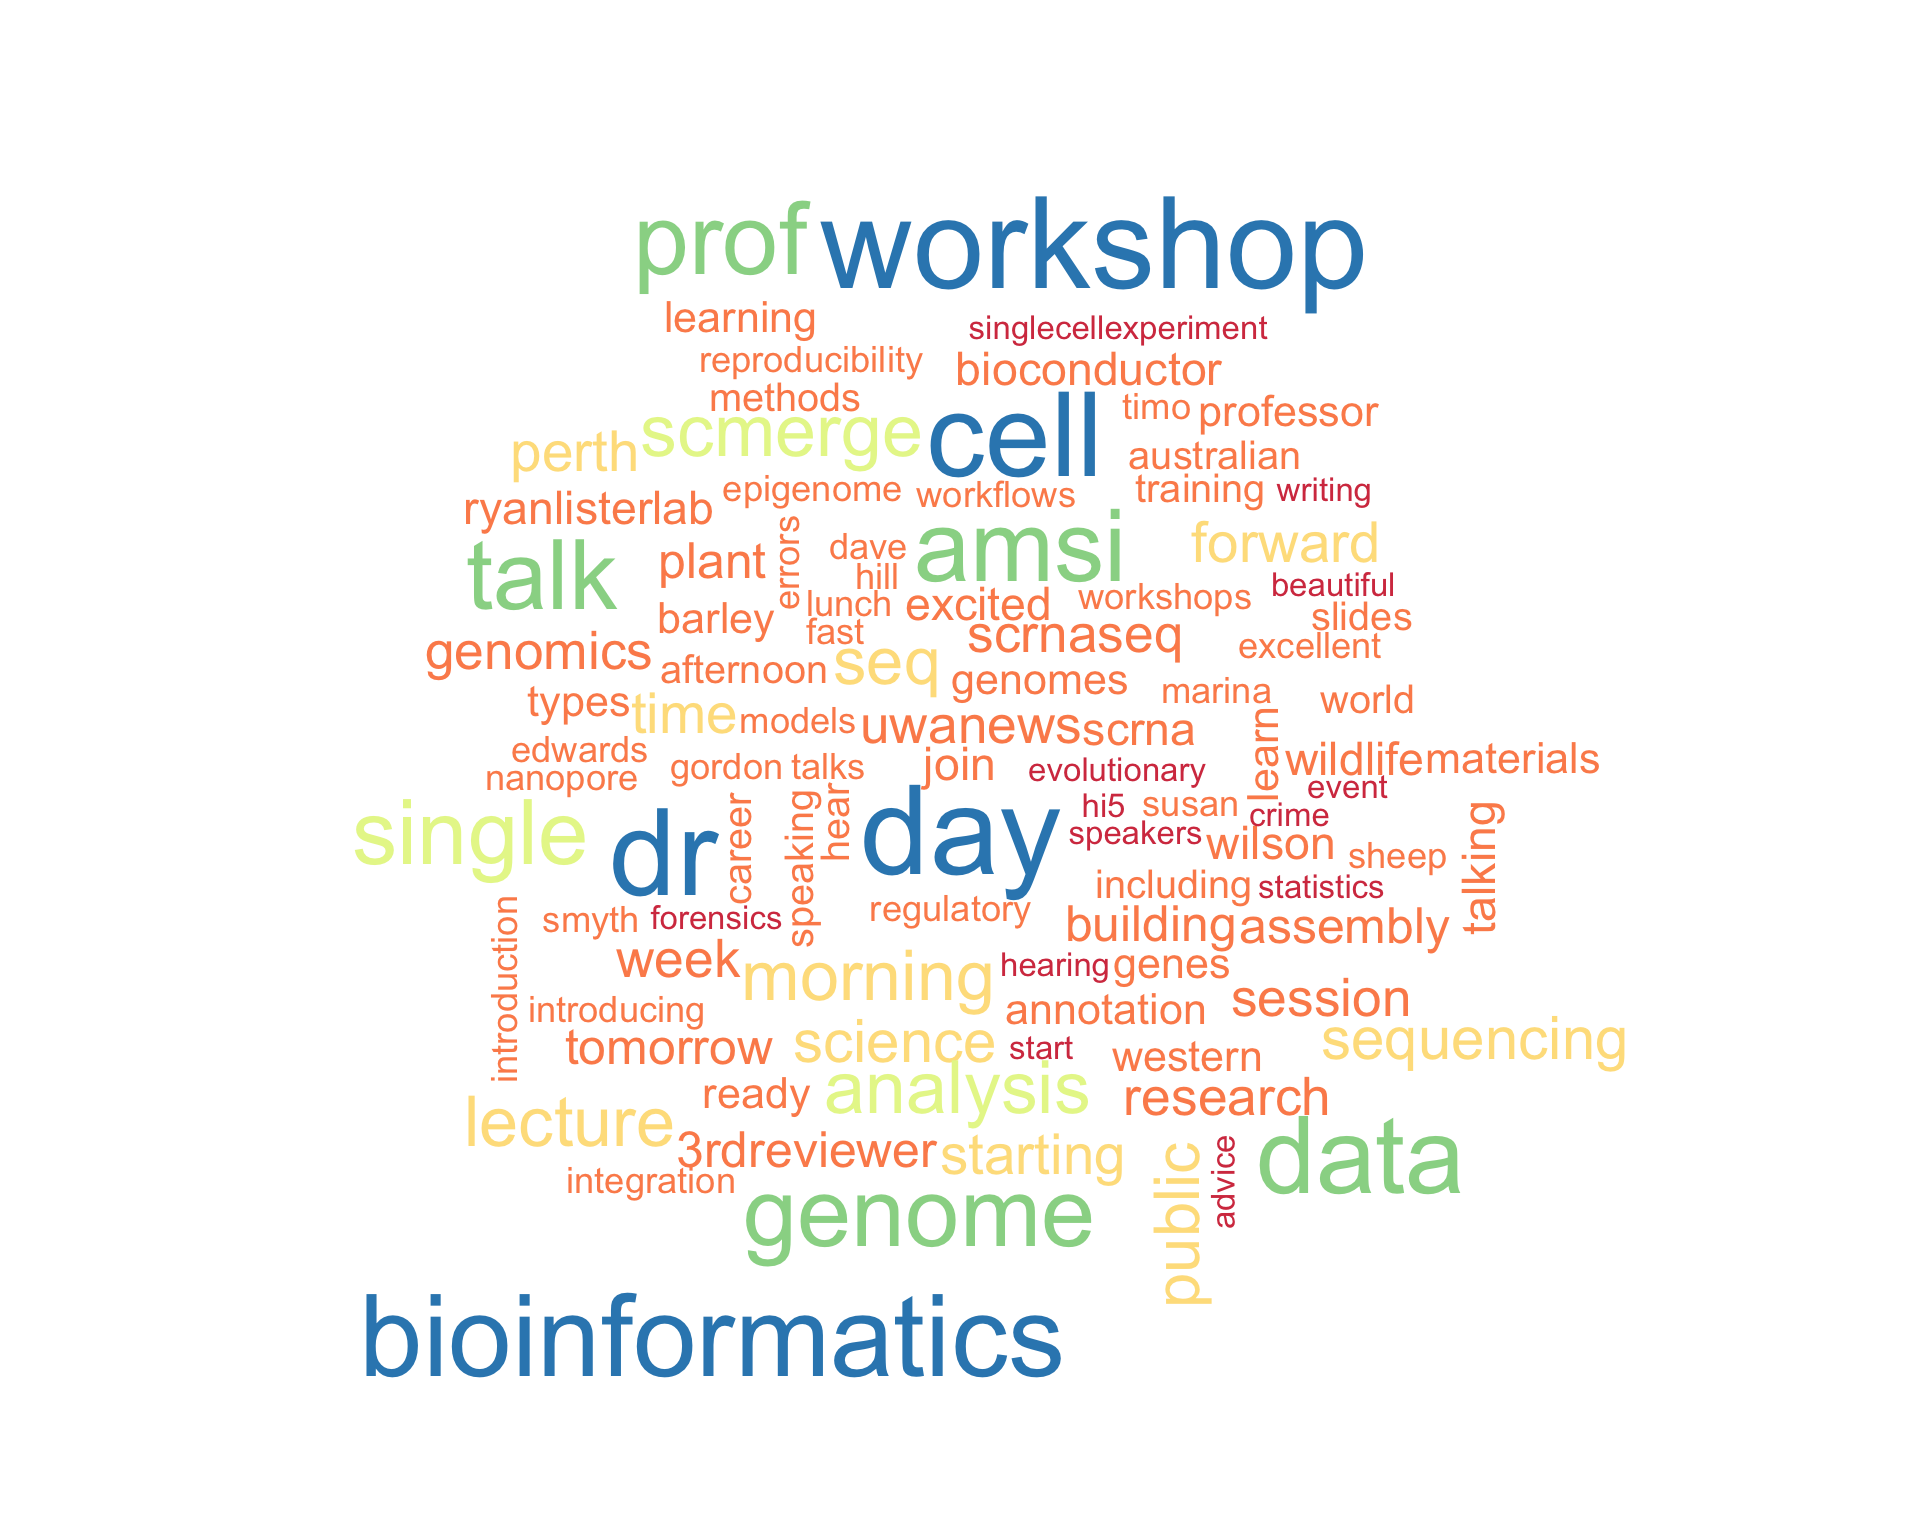 prof workshop
learning
singlecellexperiment
reproducibility bioconductor
methods
timo professor
scmerge cell
perth
australian
epigenome workflows training writing
ryanlisterlab
talk plant errors dave amsi forward
hill beautiful
barley lunch excited workshops slides
fast scrnaseq excellent
genomics afternoon seq genomes
types time models marina world
uwanews scrna learn
edwards
nanopore gordon talks join evolutionary wildlife materials
event
single dr career speaking hear day hi5 susan crime
speakers wilson sheep talking
including statistics
introduction smyth forensics regulatory building assembly
week morning hearing genes
introducing annotation session
tomorrow science start western sequencing
ready analysis research
lecture 3rdreviewer starting public advice data
integration
genome
bioinformatics